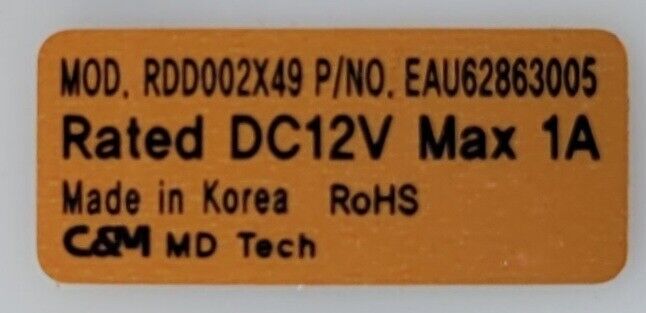 MOD. RDD002X49 P/NO. EAU62863005
Rated DC12V Max 1A
Made in Korea RoHS
C&M MD Tech